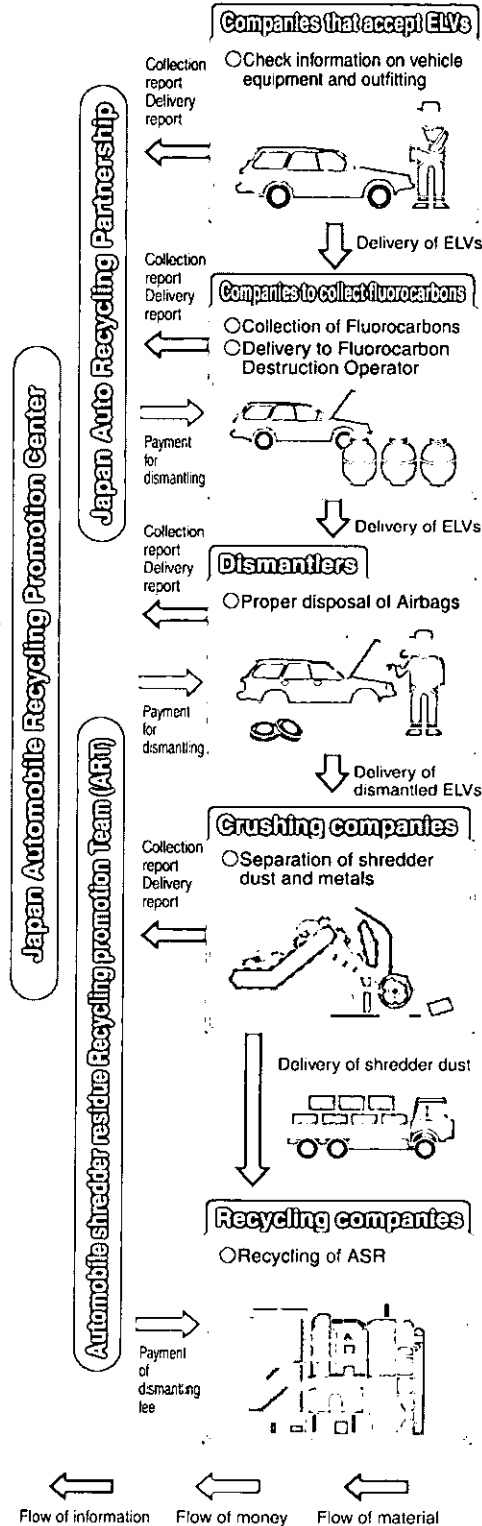 Companies that accept ELVs
○Check information on vehicle
equipment and outfitting
Collection
report
Delivery
report
Delivery of ELVs
Japan Auto Recycling Partnership
Collection
report
Delivery
report
Companies to collect fluorocarbons
○Collection of Fluorocarbons
○Delivery to Fluorocarbon
Destruction Operator
Payment
for
dismantling
Delivery of ELVs
Japan Automobile Recycling Promotion Center
Collection
report
Delivery
report
Dismantlers
○Proper disposal of Airbags
Payment
for
dismantling
Delivery of
dismantled ELVs
Automobile shredder residue Recycling promotion Team (ART)
Crushing companies
Collection
report
Delivery
report
○Separation of shredder
dust and metals
Delivery of shredder dust
Recycling companies
○Recycling of ASR
Payment
of
dismanting
fee
Flow of information
Flow of money
Flow of material